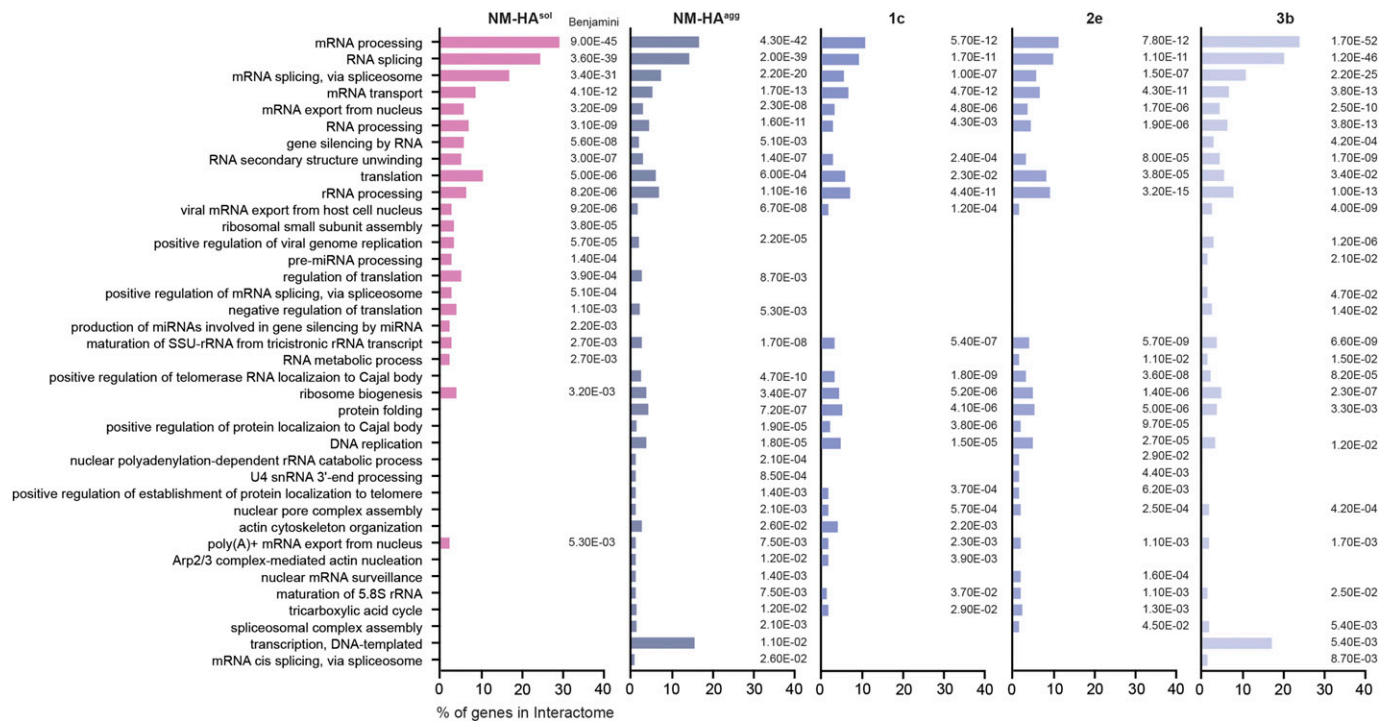 NM-HAsol Benjamini NM-HAagg 1c 2e 3b
mRNA processing 9.00E-45 4.30E-42 5.70E-12 7.80E-12 1.70E-52
RNA splicing 3.60E-39 2.00E-39 1.70E-11 1.10E-11 1.20E-46
mRNA splicing, via spliceosome 3.40E-31 2.20E-20 1.00E-07 1.50E-07 2.20E-25
mRNA transport 4.10E-12 1.70E-13 4.70E-12 4.30E-11 3.80E-13
mRNA export from nucleus 3.20E-09 2.30E-08 4.80E-06 1.70E-06 2.50E-10
RNA processing 3.10E-09 1.60E-11 4.30E-03 1.90E-06 3.80E-13
gene silencing by RNA 5.60E-08 5.10E-03 4.20E-04
RNA secondary structure unwinding 3.00E-07 1.40E-07 2.40E-04 8.00E-05 1.70E-09
translation 5.00E-06 6.00E-04 2.30E-02 3.80E-05 3.40E-02
rRNA processing 8.20E-06 1.10E-16 4.40E-11 3.20E-15 1.00E-13
viral mRNA export from host cell nucleus 9.20E-06 6.70E-08 1.20E-04 4.00E-09
ribosomal small subunit assembly 3.80E-05
positive regulation of viral genome replication 5.70E-05 2.20E-05 1.20E-06
pre-miRNA processing 1.40E-04 2.10E-02
regulation of translation 3.90E-04 8.70E-03
positive regulation of mRNA splicing, via spliceosome 5.10E-04 4.70E-02
negative regulation of translation 1.10E-03 5.30E-03 1.40E-02
production of miRNAs involved in gene silencing by miRNA 2.20E-03
maturation of SSU-rRNA from tricistronic rRNA transcript 2.70E-03 1.70E-08 5.40E-07 5.70E-09 6.60E-09
RNA metabolic process 2.70E-03 1.10E-02 1.50E-02
positive regulation of telomerase RNA localizaion to Cajal body 4.70E-10 1.80E-09 3.60E-08 8.20E-05
ribosome biogenesis 3.20E-03 3.40E-07 5.20E-06 1.40E-06 2.30E-07
protein folding 7.20E-07 4.10E-06 5.00E-06 3.30E-03
positive regulation of protein localizaion to Cajal body 1.90E-05 3.80E-06 9.70E-05
DNA replication 1.80E-05 1.50E-05 2.70E-05 1.20E-02
nuclear polyadenylation-dependent rRNA catabolic process 2.10E-04 2.90E-02
U4 snRNA 3'-end processing 8.50E-04 4.40E-03
positive regulation of establishment of protein localization to telomere 1.40E-03 3.70E-04 6.20E-03
nuclear pore complex assembly 2.10E-03 5.70E-04 2.50E-04 4.20E-04
actin cytoskeleton organization 2.60E-02 2.20E-03
poly(A)+ mRNA export from nucleus 5.30E-03 7.50E-03 2.30E-03 1.10E-03 1.70E-03
Arp2/3 complex-mediated actin nucleation 1.20E-02 3.90E-03
nuclear mRNA surveillance 1.40E-03 1.60E-04
maturation of 5.8S rRNA 7.50E-03 3.70E-02 1.10E-03 2.50E-02
tricarboxylic acid cycle 1.20E-02 2.90E-02 1.30E-03
spliceosomal complex assembly 2.10E-03 4.50E-02 5.40E-03
transcription, DNA-templated 1.10E-02 5.40E-03
mRNA cis splicing, via spliceosome 2.60E-02 8.70E-03
0 10 20 30 40 0 10 20 30 40 0 10 20 30 40 0 10 20 30 40 0 10 20 30 40
% of genes in Interactome